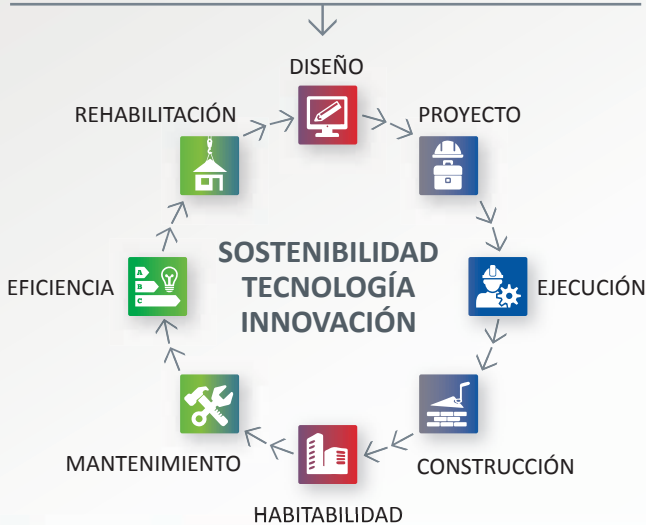 DISEÑO
REHABILITACIÓN
PROYECTO
SOSTENIBILIDAD
TECNOLOGÍA
INNOVACIÓN
EFICIENCIA
A
B
C
EJECUCIÓN
MANTENIMIENTO
CONSTRUCCIÓN
HABITABILIDAD